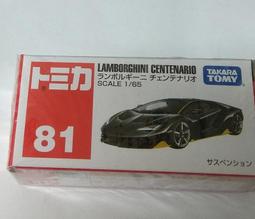 トミカ
81
LAMBORGHINI CENTENARIO
ランボルギーニ チェンテナリオ
SCALE 1/65
TAKARA TOMY
サスペンション